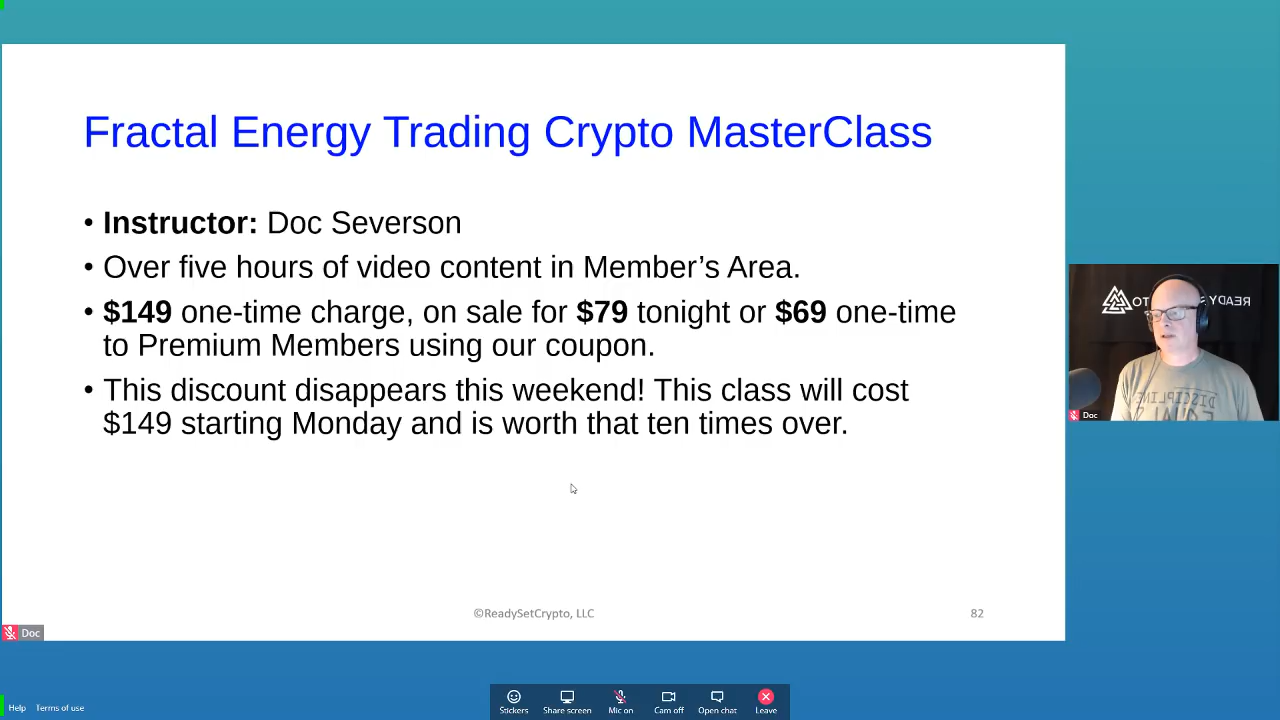 Fractal Energy Trading Crypto MasterClass
• Instructor: Doc Severson
• Over five hours of video content in Member's Area.
• $149 one-time charge, on sale for $79 tonight or $69 one-time
to Premium Members using our coupon.
• This discount disappears this weekend! This class will cost
$149 starting Monday and is worth that ten times over.
©ReadySetCrypto, LLC
82
Doc
READY
TO
DISCIPLINE
Doc
Help
Terms of use
Stickers
Share screen
Mic on
Cam off
Open chat
Leave